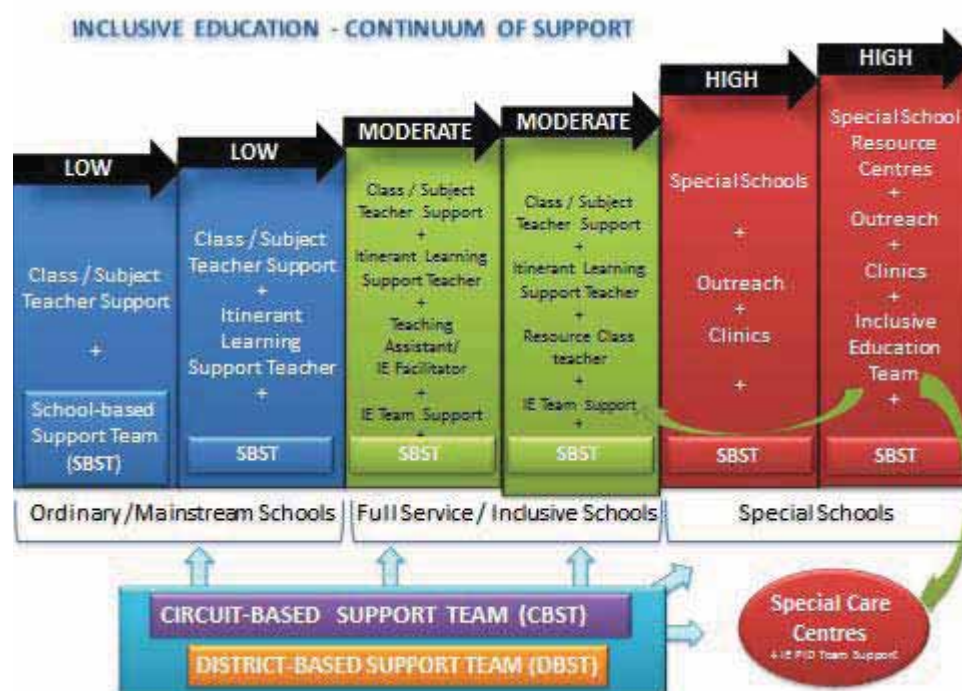 INCLUSIVE EDUCATION - CONTINUUM OF SUPPORT
LOW
Class / Subject
Teacher Support
+
School-based
Support Team
(SBST)
LOW
Class / Subject
Teacher Support
+
Itinerant
Learning
Support Teacher
+
SBST
MODERATE
Class / Subject
Teacher Support
+
Itinerant Learning
Support Teacher
+
Teaching
Assistant/
IE Facilitator
+
IE Team Support
+
SBST
MODERATE
Class / Subject
Teacher Support
+
Itinerant Learning
Support Teacher
+
Resource Class
teacher
+
IE Team Support
+
SBST
HIGH
Special Schools
+
Outreach
+
Clinics
+
SBST
HIGH
Special School
Resource
Centres
+
Outreach
+
Clinics
+
Inclusive
Education
Team
+
SBST
Ordinary /Mainstream Schools
Full Service / Inclusive Schools
Special Schools
CIRCUIT-BASED SUPPORT TEAM (CBST)
DISTRICT-BASED SUPPORT TEAM (DBST)
Special Care
Centres
+ IE PID Team Support